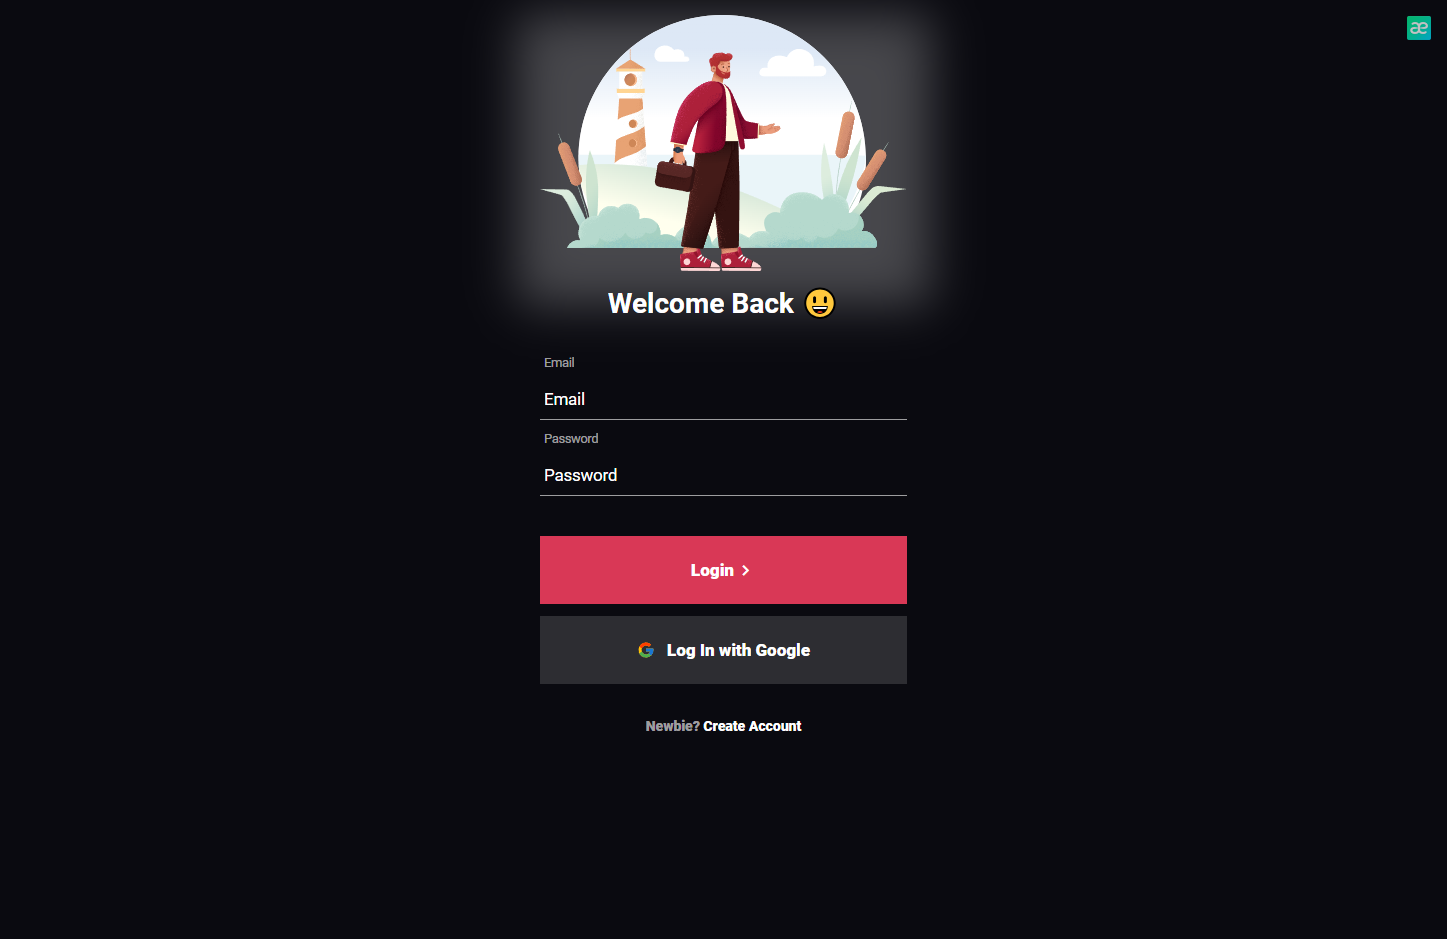 æ
Welcome Back 😃
Email
Email
Password
Password
Login
Log In with Google
Newbie? Create Account